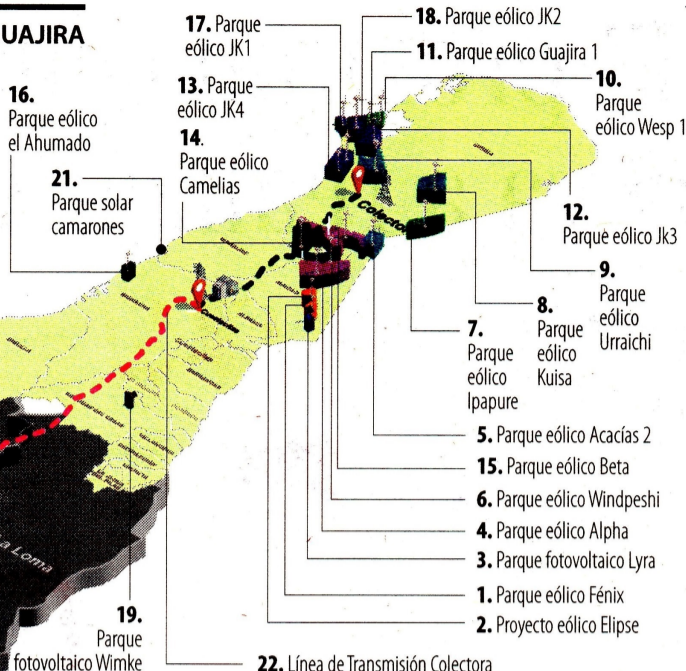 UAJIRA
17. Parque
eólico JK1
18. Parque eólico JK2
11. Parque eólico Guajira 1
13. Parque
eólico JK4
10.
Parque
eólico Wesp 1
16.
Parque eólico
el Ahumado
14.
Parque eólico
Camelias
21.
Parque solar
camarones
Colector
12.
Parque eólico Jk3
9.
Parque
eólico
Urraichi
8.
Parque
eólico
Kuisa
7.
Parque
eólico
Ipapure
5. Parque eólico Acacías 2
15. Parque eólico Beta
6. Parque eólico Windpeshi
4. Parque eólico Alpha
3. Parque fotovoltaico Lyra
1. Parque eólico Fénix
2. Proyecto eólico Elipse
a Loma
19.
Parque
fotovoltaico Wimke
22. Línea de Transmisión Colectora